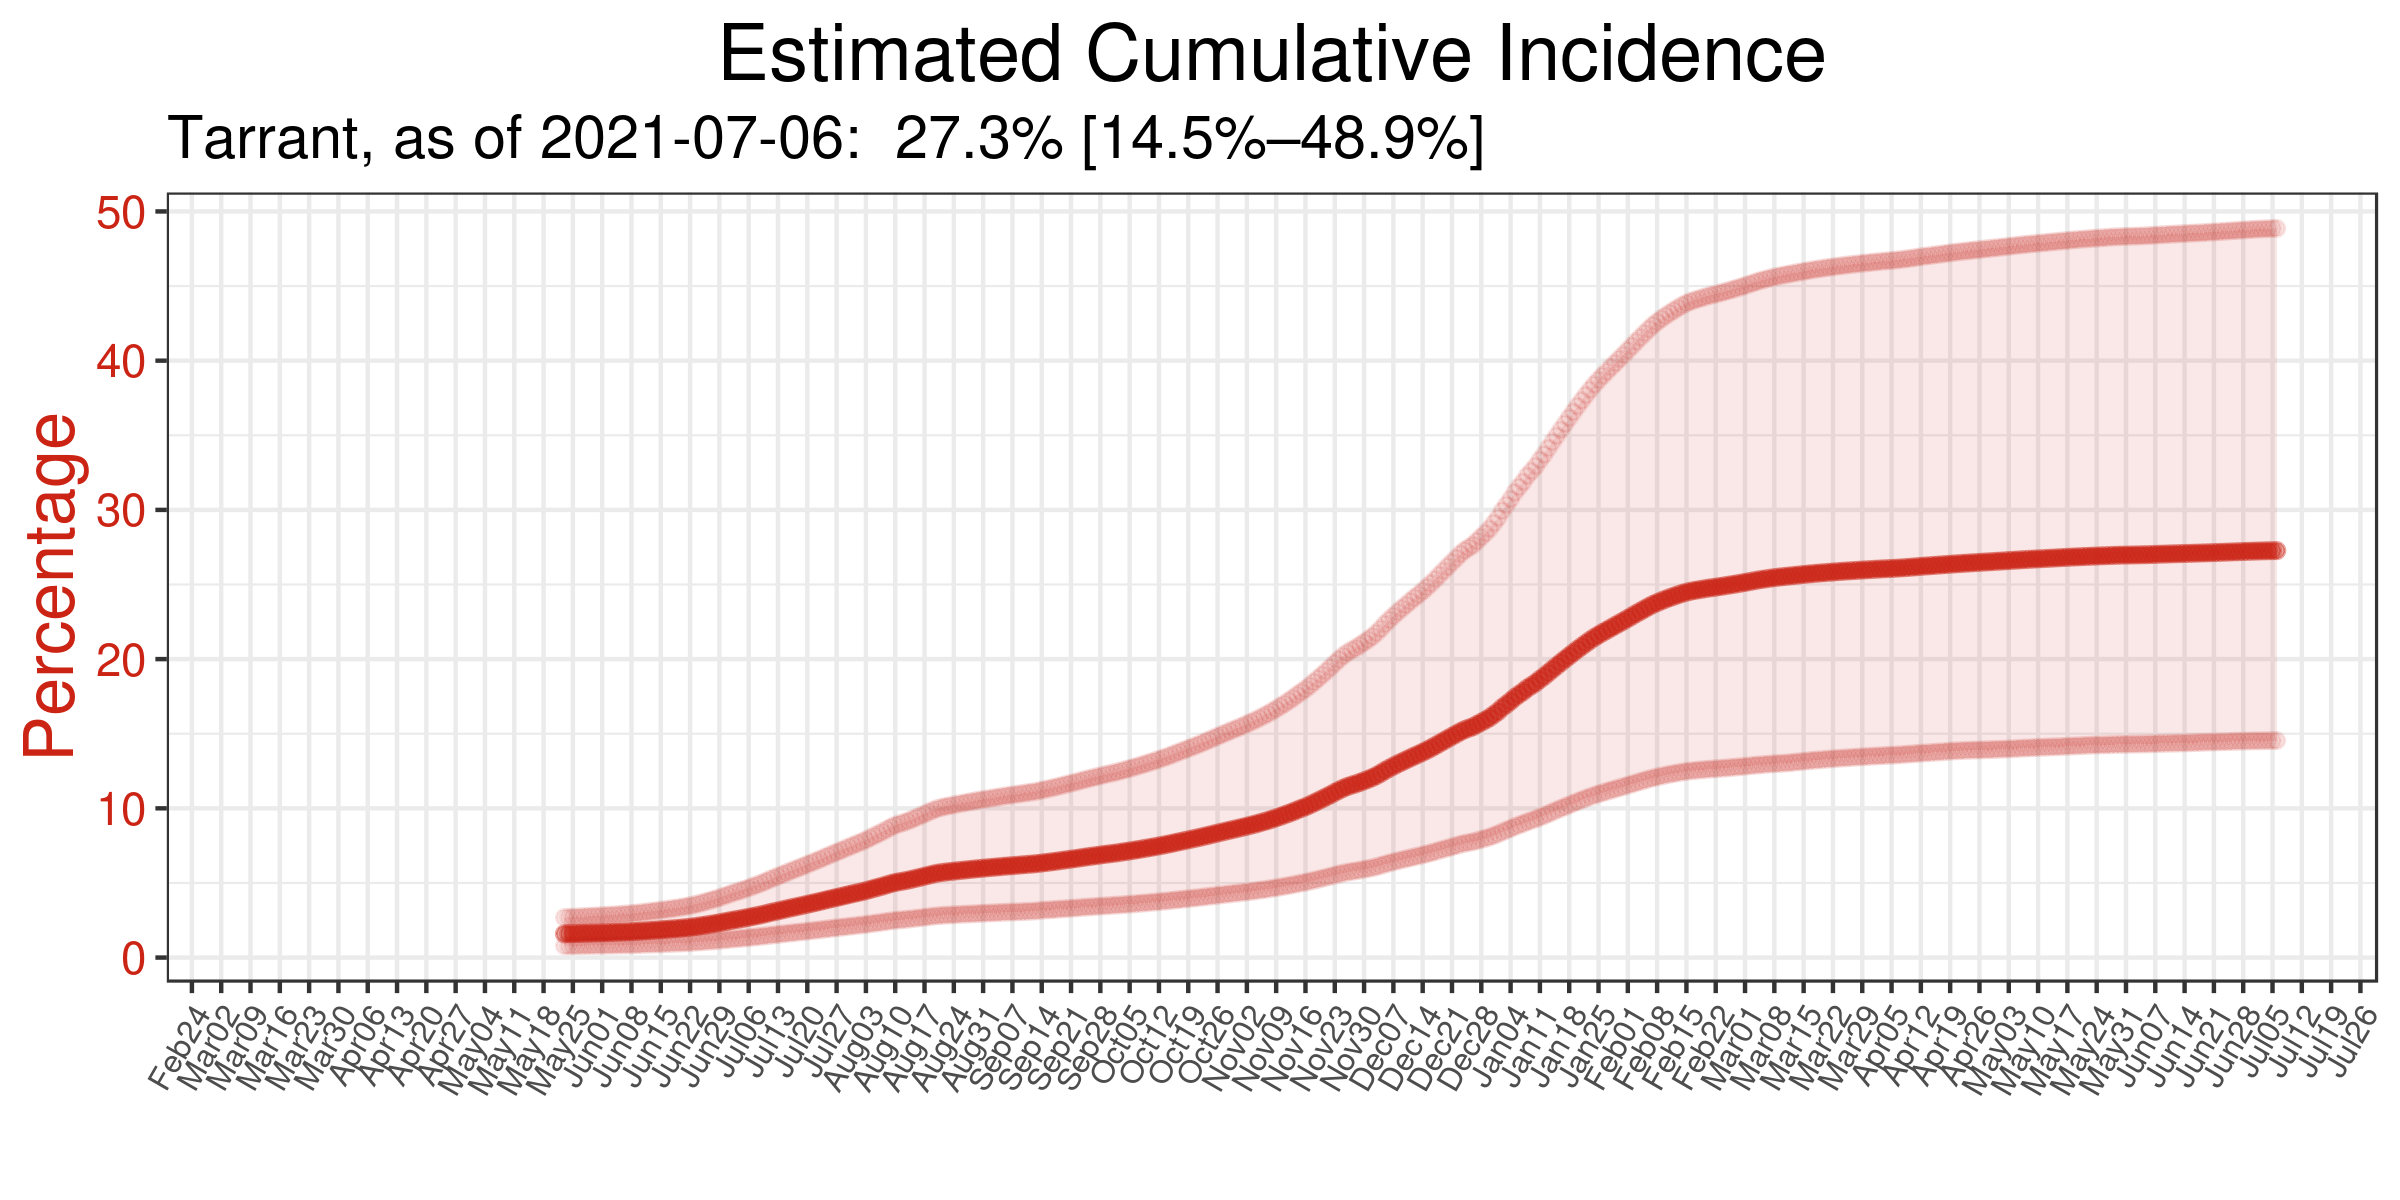 Estimated Cumulative Incidence
Tarrant, as of 2021-07-06:  27.3% [14.5%–48.9%]
Percentage
50
40
30
20
10
0
Feb24
Mar02
Mar09
Mar16
Mar23
Mar30
Apr06
Apr13
Apr20
Apr27
May04
May11
May18
May25
Jun01
Jun08
Jun15
Jun22
Jun29
Jul06
Jul13
Jul20
Jul27
Aug03
Aug10
Aug17
Aug24
Aug31
Sep07
Sep14
Sep21
Sep28
Oct05
Oct12
Oct19
Oct26
Nov02
Nov09
Nov16
Nov23
Nov30
Dec07
Dec14
Dec21
Dec28
Jan04
Jan11
Jan18
Jan25
Feb01
Feb08
Feb15
Feb22
Mar01
Mar08
Mar15
Mar22
Mar29
Apr05
Apr12
Apr19
Apr26
May03
May10
May17
May24
May31
Jun07
Jun14
Jun21
Jun28
Jul05
Jul12
Jul19
Jul26